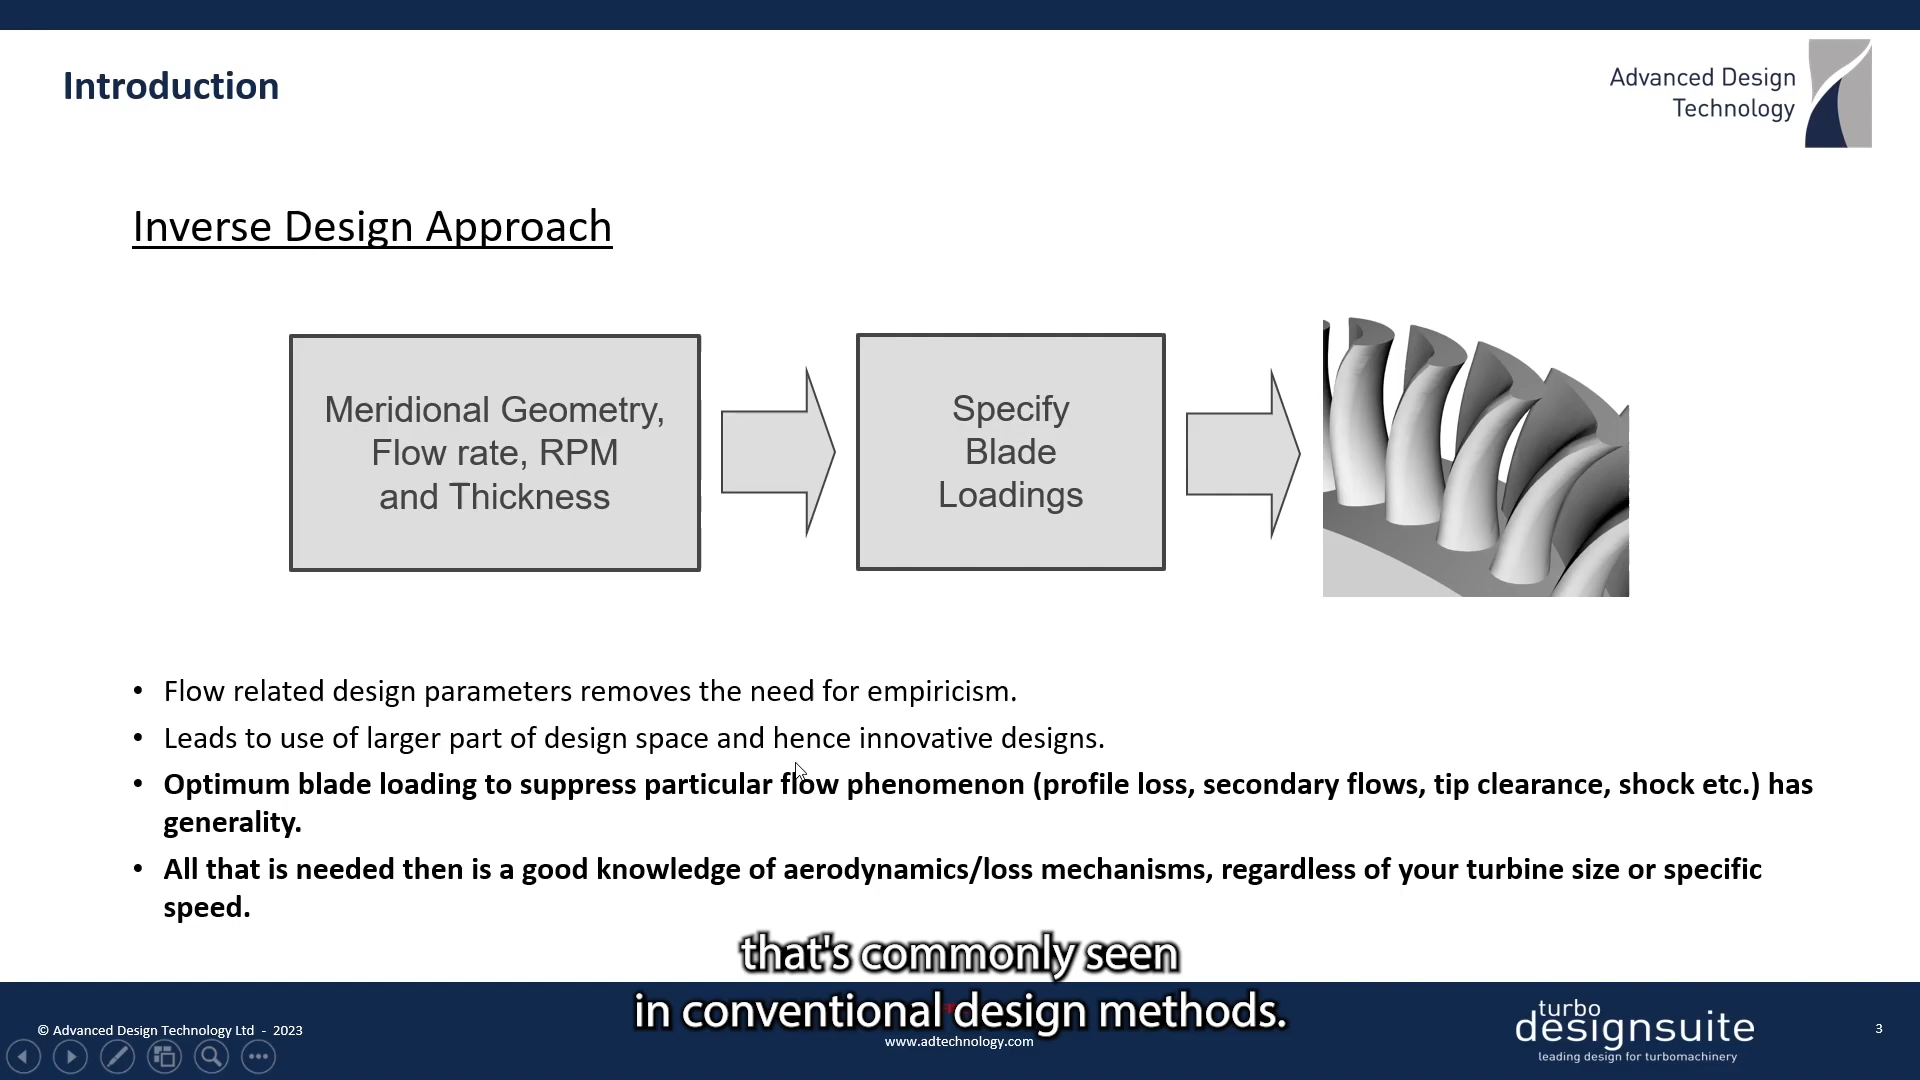 Introduction
Advanced Design
Technology
Inverse Design Approach
Meridional Geometry,
Flow rate, RPM
and Thickness
Specify
Blade
Loadings
• Flow related design parameters removes the need for empiricism.
• Leads to use of larger part of design space and hence innovative designs.
• Optimum blade loading to suppress particular flow phenomenon (profile loss, secondary flows, tip clearance, shock etc.) has
generality.
• All that is needed then is a good knowledge of aerodynamics/loss mechanisms, regardless of your turbine size or specific
speed.
that's commonly seen
in conventional design methods.
© Advanced Design Technology Ltd - 2023
www.adtechnology.com
turbo
designsuite
leading design for turbomachinery
3